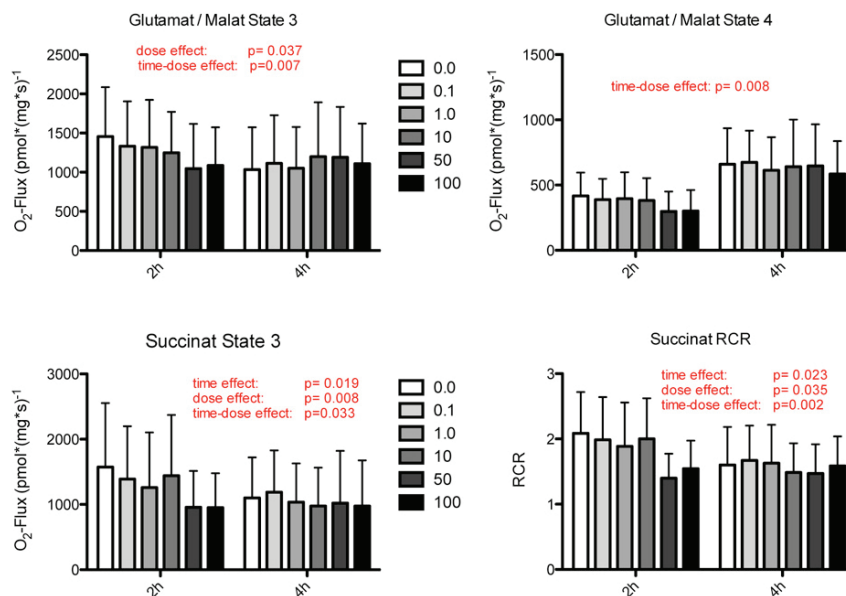 Glutamat / Malat State 3
dose effect: p= 0.037
time-dose effect: p=0.007
O₂-Flux (pmol*(mg*s)⁻¹
2500
2000
1500
1000
500
0
2h
4h
0.0
0.1
1.0
10
50
100
Glutamat / Malat State 4
time-dose effect: p= 0.008
O₂-Flux (pmol*(mg*s)⁻¹
1500
1000
500
0
2h
4h
Succinat State 3
time effect: p= 0.019
dose effect: p= 0.008
time-dose effect: p=0.033
O₂-Flux (pmol*(mg*s)⁻¹
3000
2000
1000
0
2h
4h
0.0
0.1
1.0
10
50
100
Succinat RCR
time effect: p= 0.023
dose effect: p= 0.035
time-dose effect: p=0.002
RCR
3
2
1
0
2h
4h